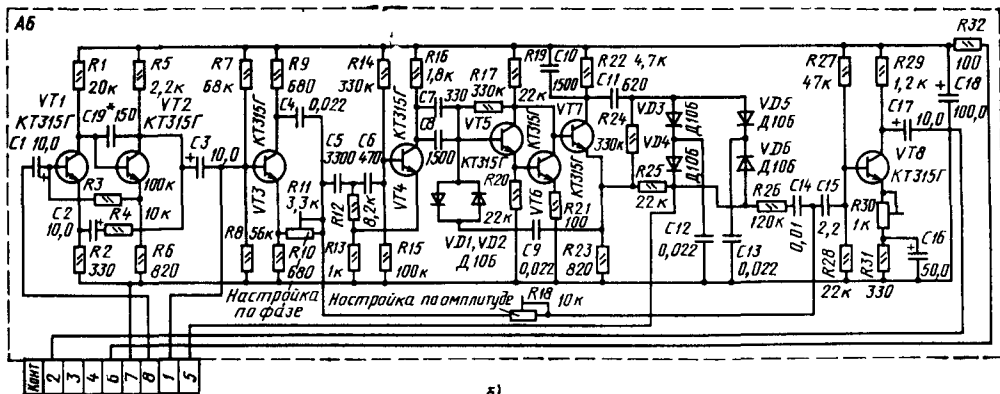 А6
R1
20к
R5
2,2к
R7
68к
R9
680
C4
0,022
R14
330к
R16
1,8к
R17
330к
R19
22к
C10
1500
R22 4,7к
C11
620
R27
47к
R29
1,2к
R32
100
C18
100,0
VT1
КТ315Г
C19* 150
VT2
КТ315Г
C3
10,0
КТ315Г
C7 330
C8
1500
VT5
КТ315Г
КТ315Г
VT7
КТ315Г
R24
330к
VD3
Д10Б
VD4
Д10Б
VD5
Д10Б
VD6
Д10Б
C17
10,0
VT8
КТ315Г
C1 10,0
R3
100к
C2
10,0
R4
10к
R2
330
R6
820
VT3
R8 56к
R11
3,3к
R10
680
C5
3300
C6
470
R12
8,2к
R13
1к
VT4
R15
100к
VD1, VD2
Д10Б
R20
22к
VT6
C9
0,022
R21
100
R23
820
R25
22к
C12
0,022
C13
0,022
R26
120к
C14
0,01
C15
2,2
R28
22к
R30
1к
R31
330
C16
50,0
Настройка
по фазе
Настройка по амплитуде
R18
10к
Конт 2 3 4 6 7 8 1 5
б)